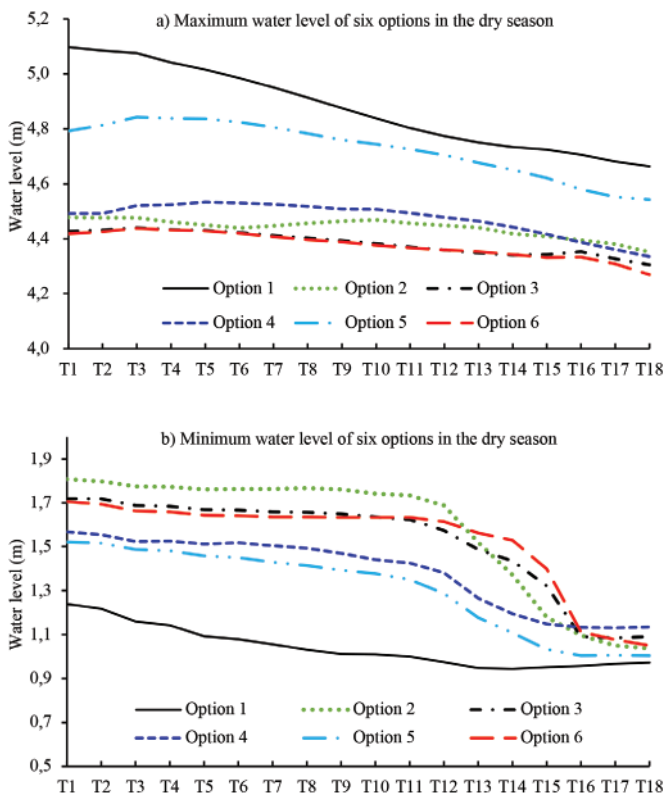 a) Maximum water level of six options in the dry season
5,2
5,0
4,8
4,6
4,4
4,2
4,0
Water level (m)
Option 1 Option 2 Option 3
Option 4 Option 5 Option 6
T1 T2 T3 T4 T5 T6 T7 T8 T9 T10 T11 T12 T13 T14 T15 T16 T17 T18
b) Minimum water level of six options in the dry season
1,9
1,7
1,5
1,3
1,1
0,9
0,7
0,5
Water level (m)
Option 1 Option 2 Option 3
Option 4 Option 5 Option 6
T1 T2 T3 T4 T5 T6 T7 T8 T9 T10 T11 T12 T13 T14 T15 T16 T17 T18